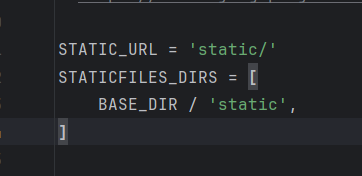 STATIC_URL = 'static/'
STATICFILES_DIRS = [
    BASE_DIR / 'static',
]